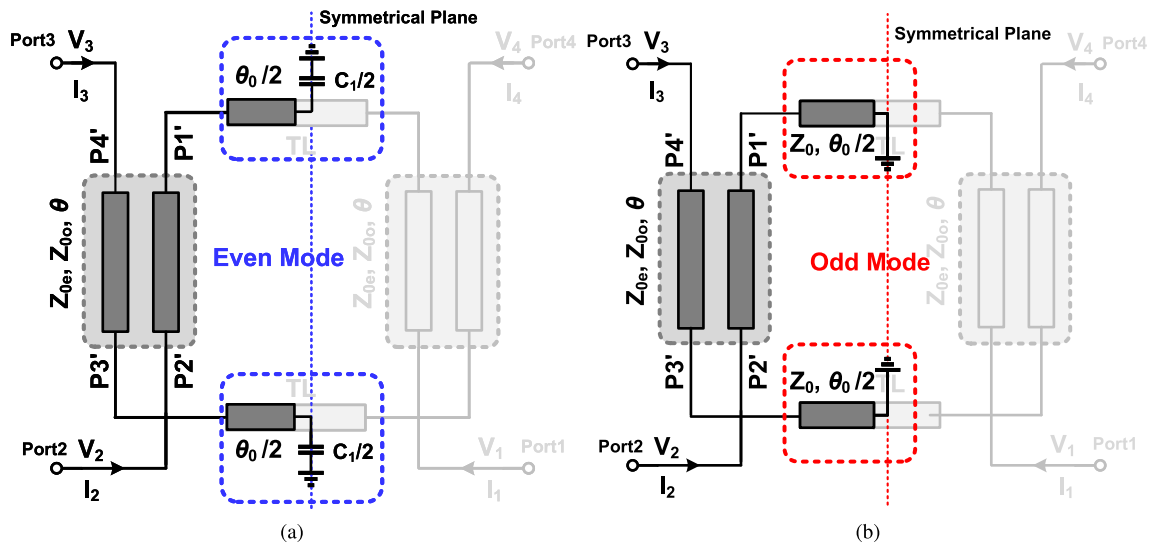 Symmetrical Plane
Port3 V₃
I₃
θ₀/2
C₁/2
V₄ Port4
I₄
TL
P4'
P1'
Z₀ₑ, Z₀ₒ, θ
Even Mode
Z₀ₑ, Z₀ₒ, θ
P3'
P2'
TL
θ₀/2
C₁/2
Port2 V₂
I₂
V₁ Port1
I₁
(a)
Symmetrical Plane
Port3 V₃
I₃
V₄ Port4
I₄
TL
Z₀, θ₀/2
P4'
P1'
Z₀ₑ, Z₀ₒ, θ
Odd Mode
Z₀ₑ, Z₀ₒ, θ
P3'
P2'
Z₀, θ₀/2
TL
Port2 V₂
I₂
V₁ Port1
I₁
(b)